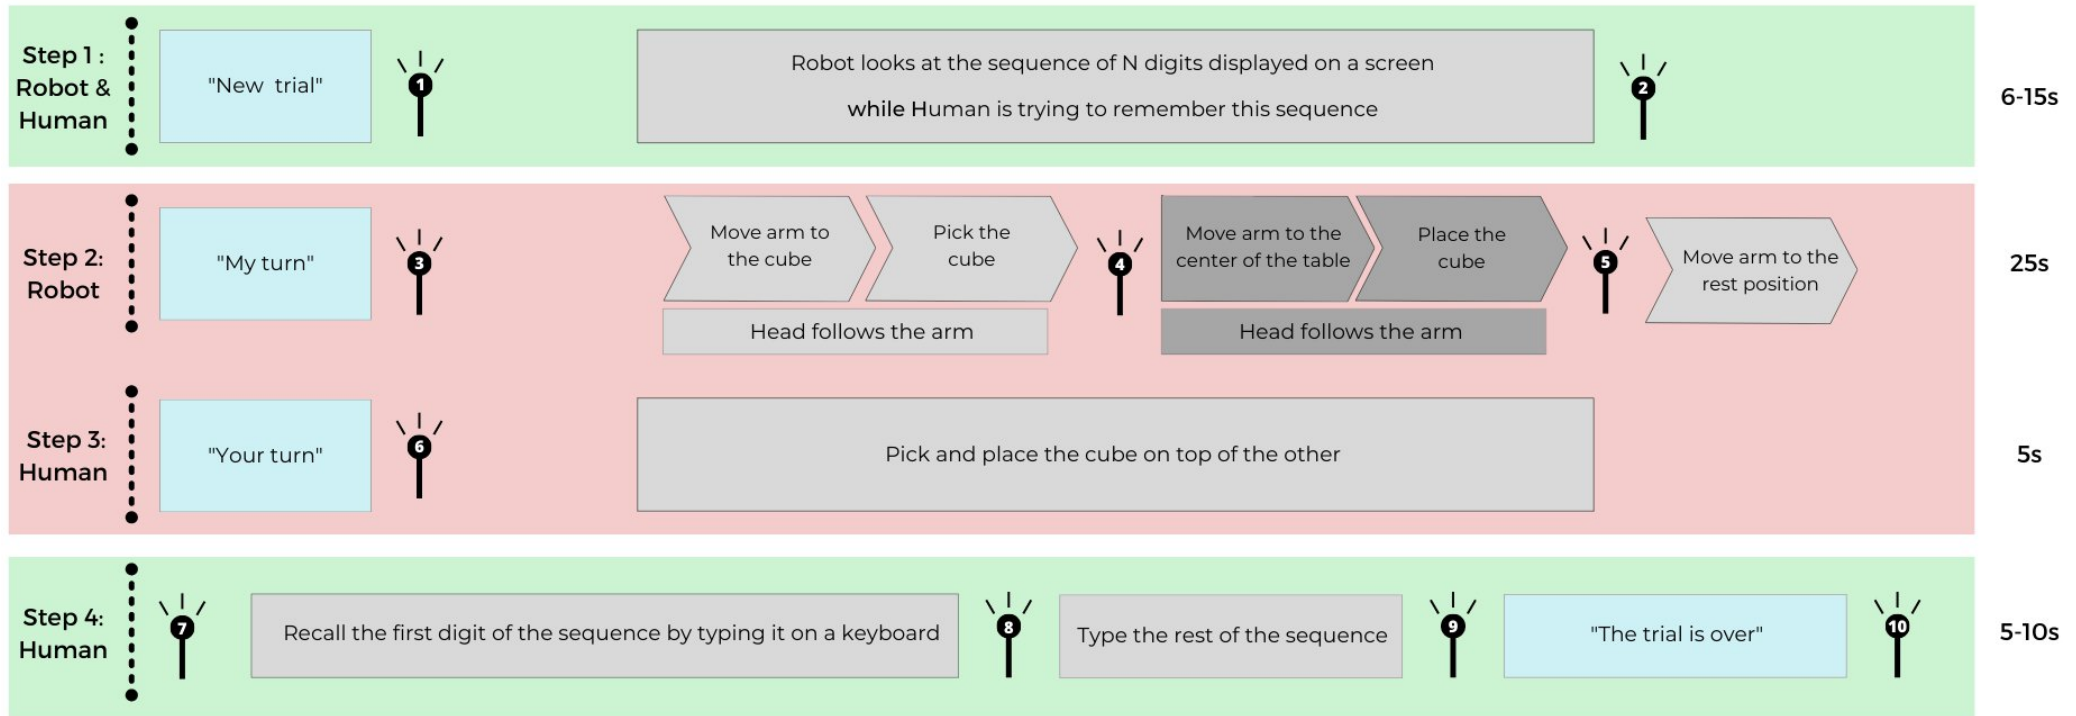 Step 1 :
Robot &
Human
"New  trial"
1
Robot looks at the sequence of N digits displayed on a screen
while Human is trying to remember this sequence
2
6-15s
Step 2:
Robot
"My turn"
3
Move arm to
the cube
Pick the
cube
Head follows the arm
4
Move arm to the
center of the table
Place the
cube
Head follows the arm
5
Move arm to the
rest position
25s
Step 3:
Human
"Your turn"
6
Pick and place the cube on top of the other
5s
Step 4:
Human
7
Recall the first digit of the sequence by typing it on a keyboard
8
Type the rest of the sequence
9
"The trial is over"
10
5-10s